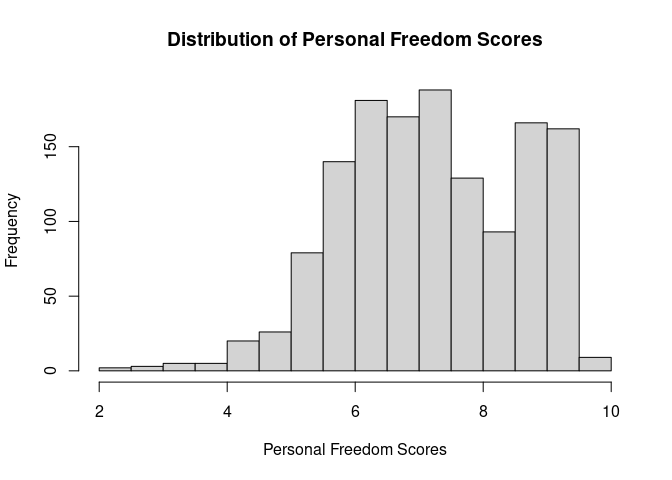 Distribution of Personal Freedom Scores
Frequency
0
50
100
150
2 4 6 8 10
Personal Freedom Scores